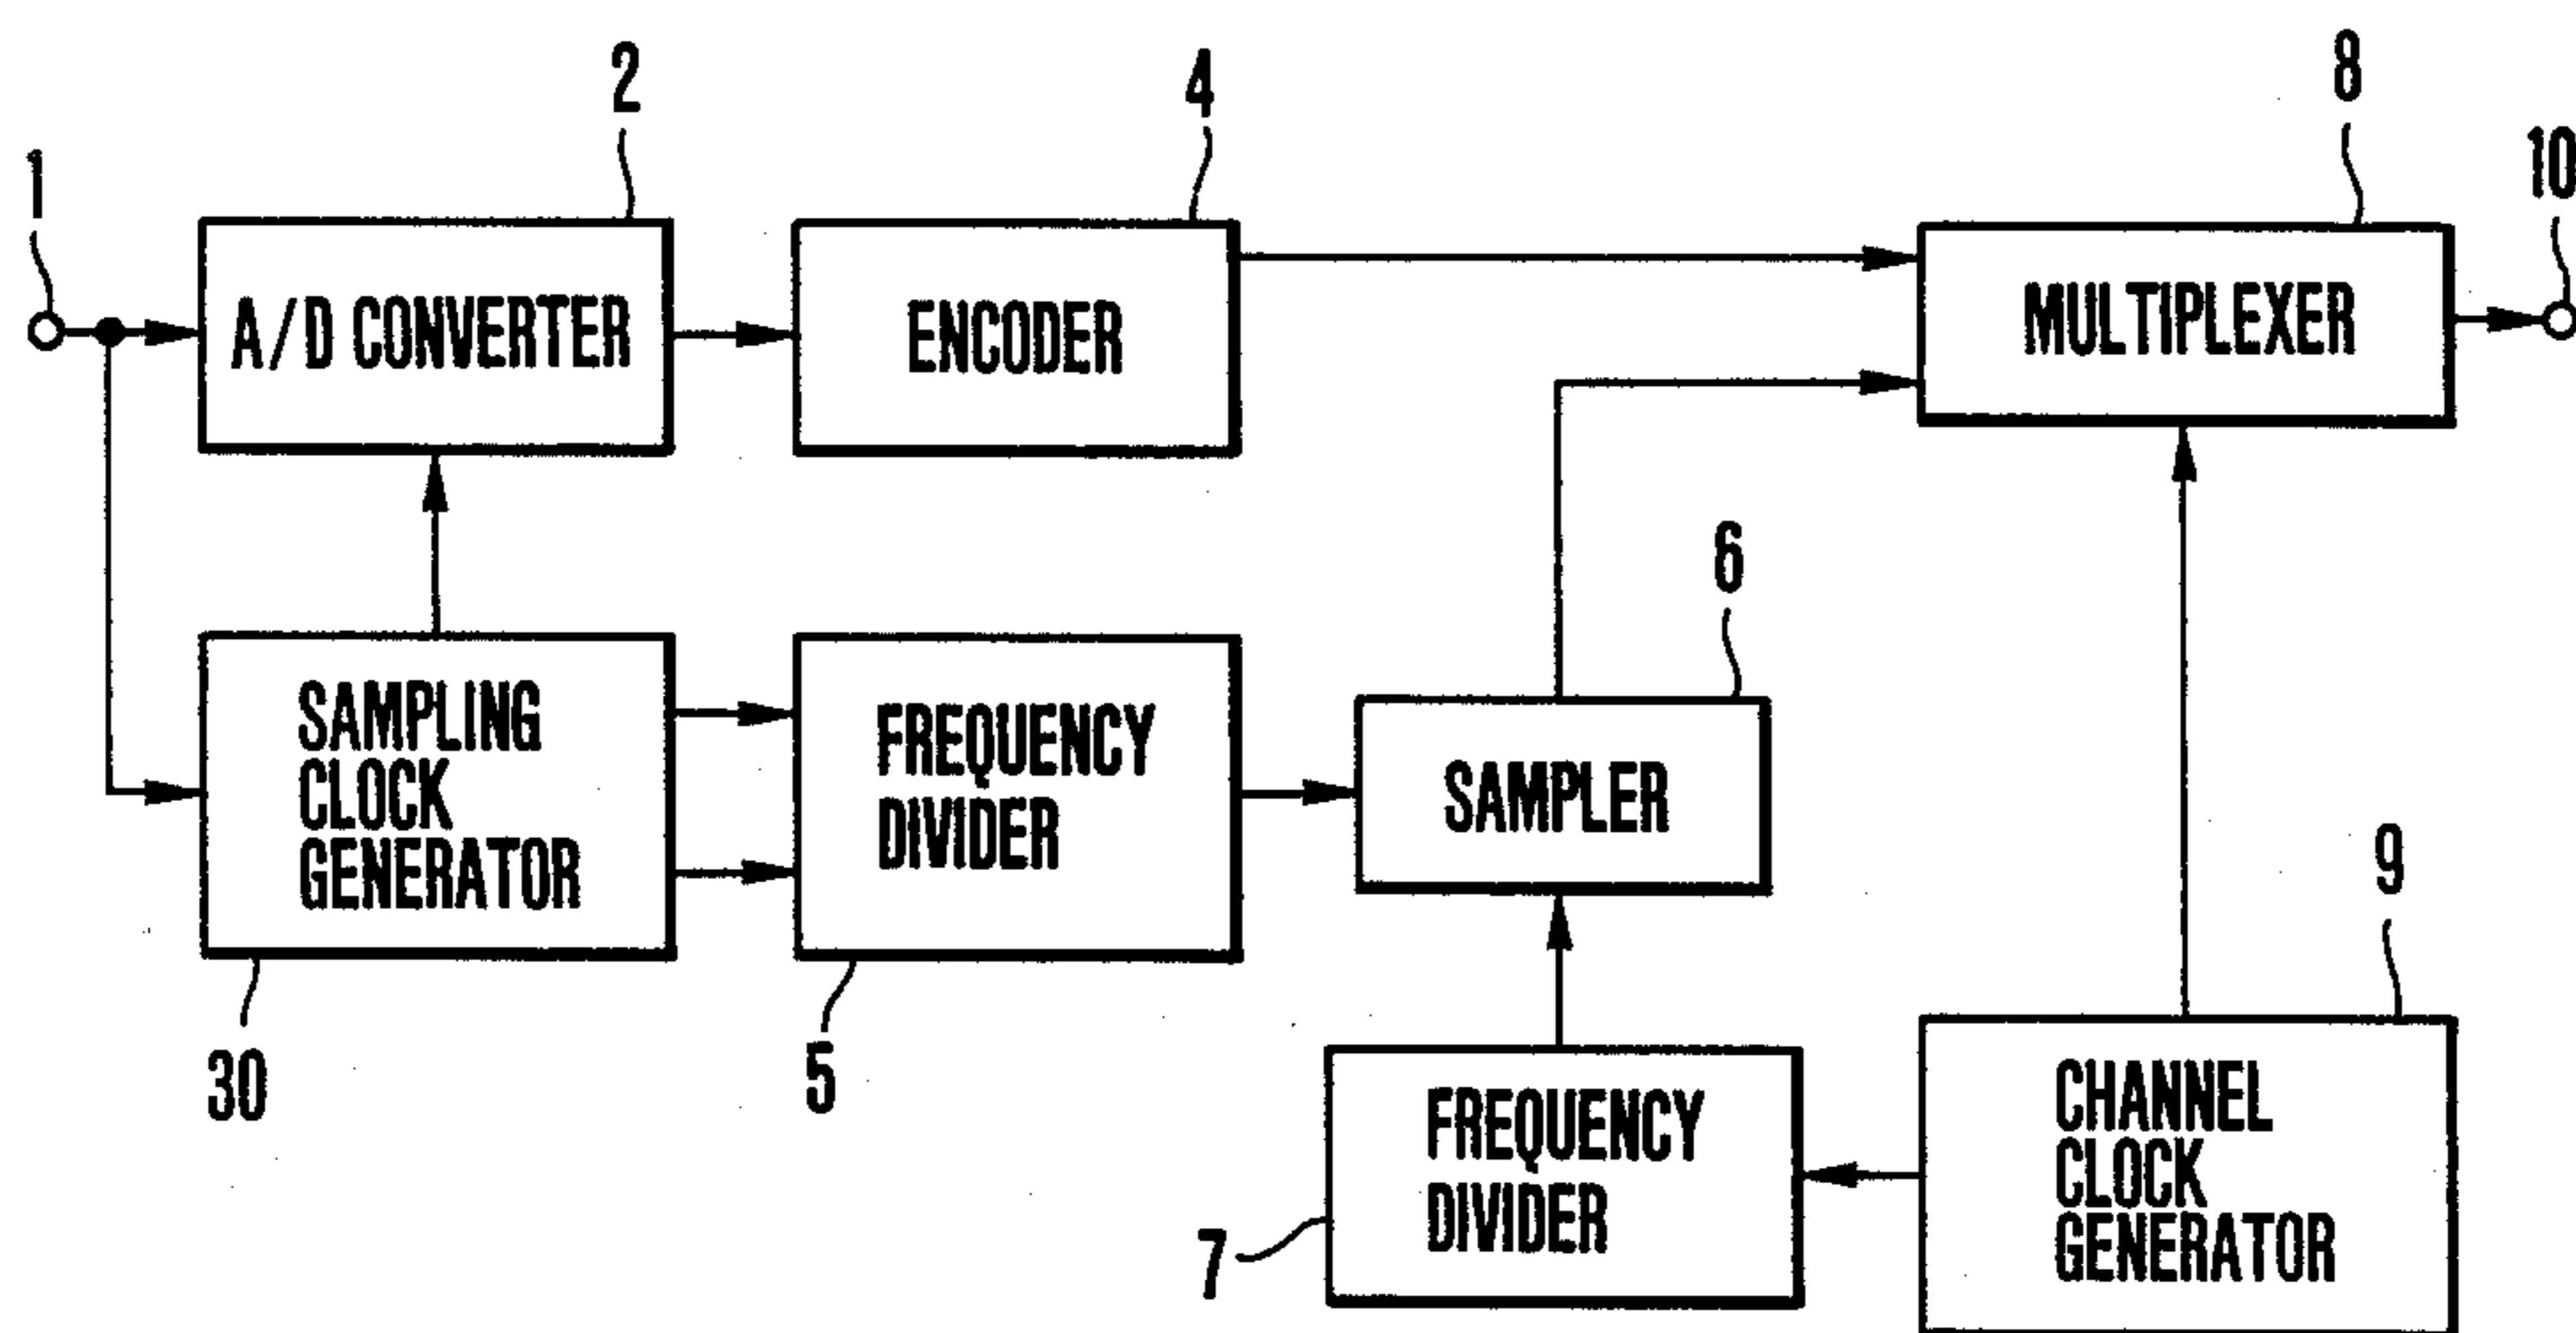 1
2
4
8
10
A/D CONVERTER
ENCODER
MULTIPLEXER
6
SAMPLING
CLOCK
GENERATOR
FREQUENCY
DIVIDER
SAMPLER
30
5
9
7
FREQUENCY
DIVIDER
CHANNEL
CLOCK
GENERATOR